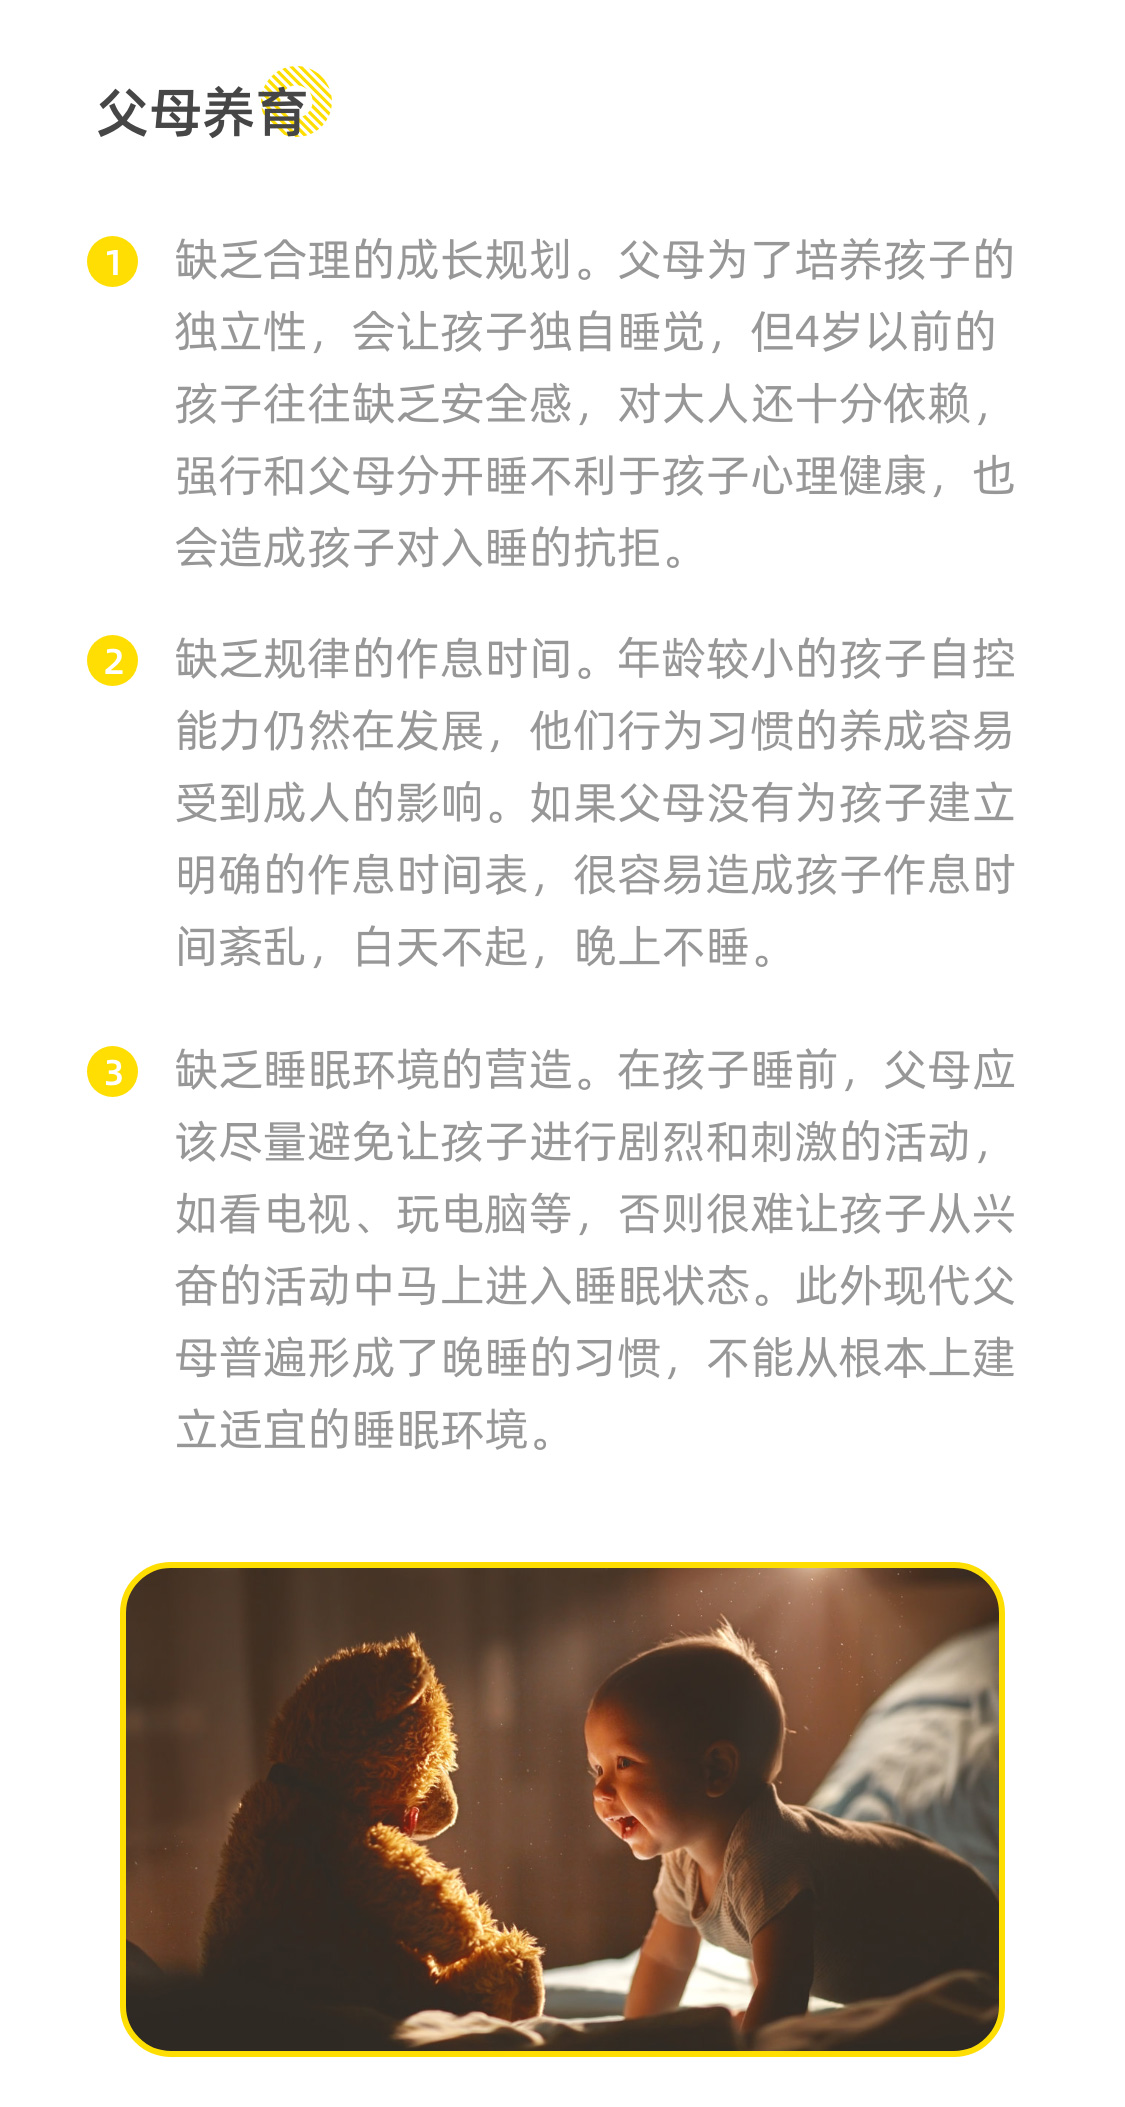 父母养育
1
缺乏合理的成长规划。父母为了培养孩子的
独立性，会让孩子独自睡觉，但4岁以前的
孩子往往缺乏安全感，对大人还十分依赖，
强行和父母分开睡不利于孩子心理健康，也
会造成孩子对入睡的抗拒。
2
缺乏规律的作息时间。年龄较小的孩子自控
能力仍然在发展，他们行为习惯的养成容易
受到成人的影响。如果父母没有为孩子建立
明确的作息时间表，很容易造成孩子作息时
间紊乱，白天不起，晚上不睡。
3
缺乏睡眠环境的营造。在孩子睡前，父母应
该尽量避免让孩子进行剧烈和刺激的活动，
如看电视、玩电脑等，否则很难让孩子从兴
奋的活动中马上进入睡眠状态。此外现代父
母普遍形成了晚睡的习惯，不能从根本上建
立适宜的睡眠环境。